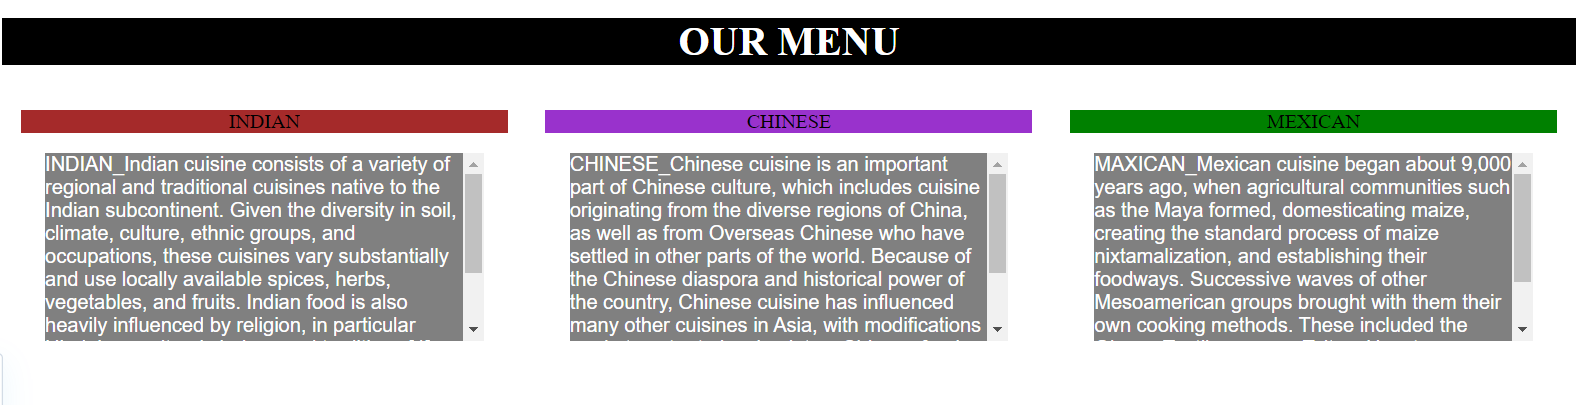 OUR MENU
INDIAN
INDIAN_Indian cuisine consists of a variety of
regional and traditional cuisines native to the
Indian subcontinent. Given the diversity in soil,
climate, culture, ethnic groups, and
occupations, these cuisines vary substantially
and use locally available spices, herbs,
vegetables, and fruits. Indian food is also
heavily influenced by religion, in particular
CHINESE
CHINESE_Chinese cuisine is an important
part of Chinese culture, which includes cuisine
originating from the diverse regions of China,
as well as from Overseas Chinese who have
settled in other parts of the world. Because of
the Chinese diaspora and historical power of
the country, Chinese cuisine has influenced
many other cuisines in Asia, with modifications
MEXICAN
MAXICAN_Mexican cuisine began about 9,000
years ago, when agricultural communities such
as the Maya formed, domesticating maize,
creating the standard process of maize
nixtamalization, and establishing their
foodways. Successive waves of other
Mesoamerican groups brought with them their
own cooking methods. These included the